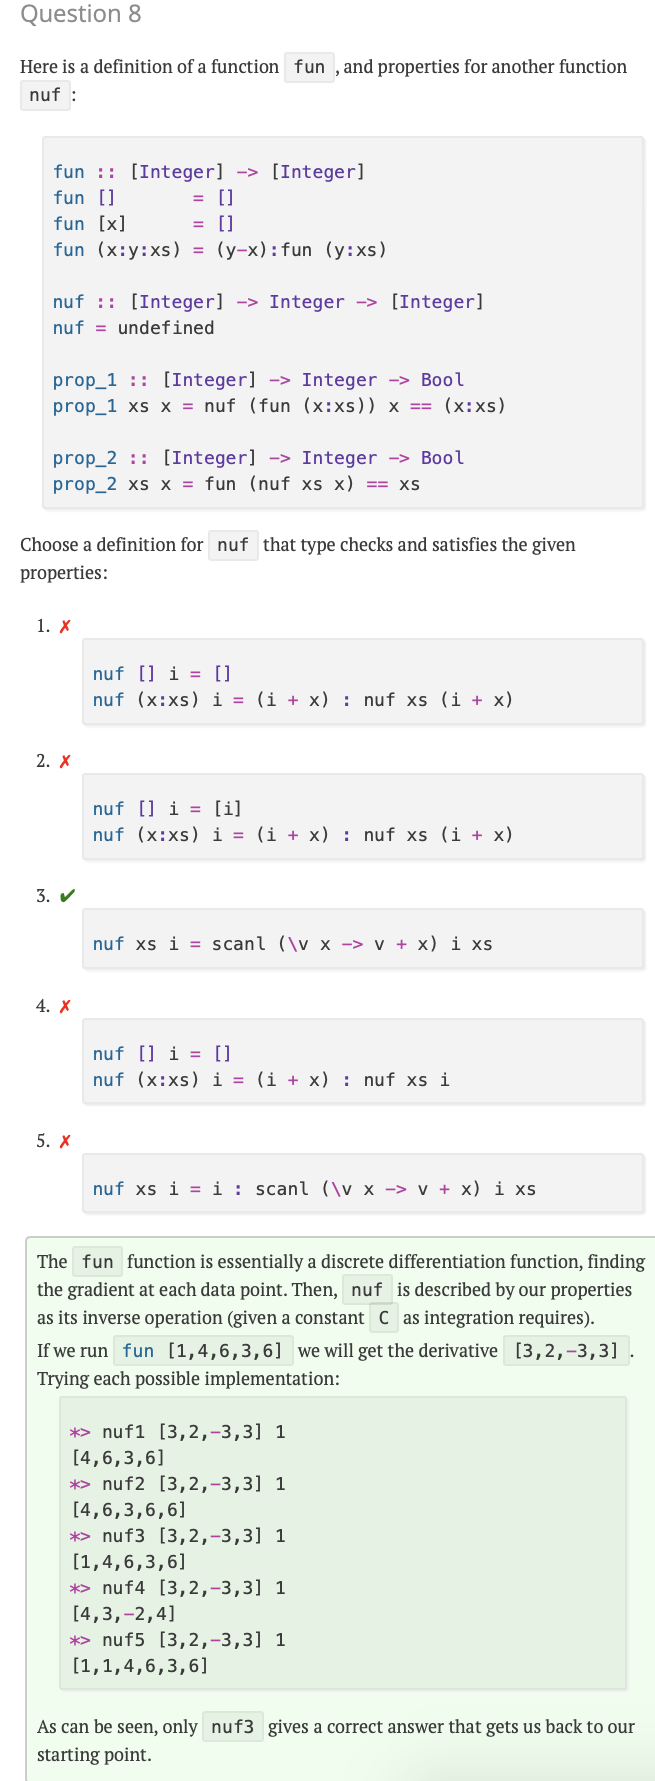 Question 8
Here is a definition of a function fun , and properties for another function
nuf :
fun :: [Integer] -> [Integer]
fun []       = []
fun [x]      = []
fun (x:y:xs) = (y-x):fun (y:xs)
nuf :: [Integer] -> Integer -> [Integer]
nuf = undefined
prop_1 :: [Integer] -> Integer -> Bool
prop_1 xs x = nuf (fun (x:xs)) x == (x:xs)
prop_2 :: [Integer] -> Integer -> Bool
prop_2 xs x = fun (nuf xs x) == xs
Choose a definition for nuf that type checks and satisfies the given
properties:
1. ✗
nuf [] i = []
nuf (x:xs) i = (i + x) : nuf xs (i + x)
2. ✗
nuf [] i = [i]
nuf (x:xs) i = (i + x) : nuf xs (i + x)
3. ✔
nuf xs i = scanl (\v x -> v + x) i xs
4. ✗
nuf [] i = []
nuf (x:xs) i = (i + x) : nuf xs i
5. ✗
nuf xs i = i : scanl (\v x -> v + x) i xs
The fun function is essentially a discrete differentiation function, finding
the gradient at each data point. Then, nuf is described by our properties
as its inverse operation (given a constant C as integration requires).
If we run fun [1,4,6,3,6] we will get the derivative [3,2,-3,3] .
Trying each possible implementation:
*> nuf1 [3,2,-3,3] 1
[4,6,3,6]
*> nuf2 [3,2,-3,3] 1
[4,6,3,6,6]
*> nuf3 [3,2,-3,3] 1
[1,4,6,3,6]
*> nuf4 [3,2,-3,3] 1
[4,3,-2,4]
*> nuf5 [3,2,-3,3] 1
[1,1,4,6,3,6]
As can be seen, only nuf3 gives a correct answer that gets us back to our
starting point.